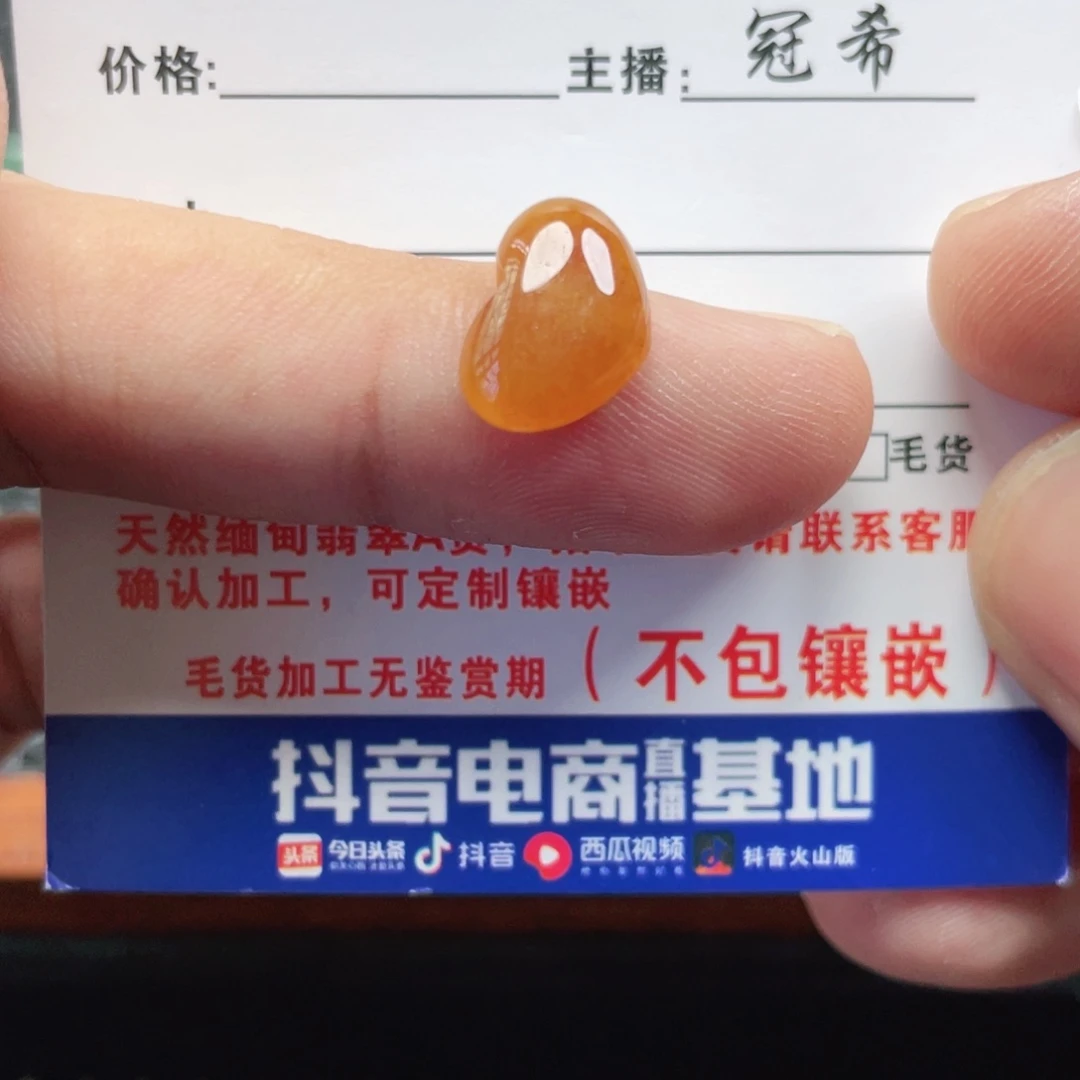 价格: 主播: 冠希
毛货
天然缅甸翡翠A货, 请联系客服
确认加工, 可定制镶嵌
毛货加工无鉴赏期 (不包镶嵌)
抖音电商直播基地
头条 今日头条 抖音 西瓜视频 抖音火山版